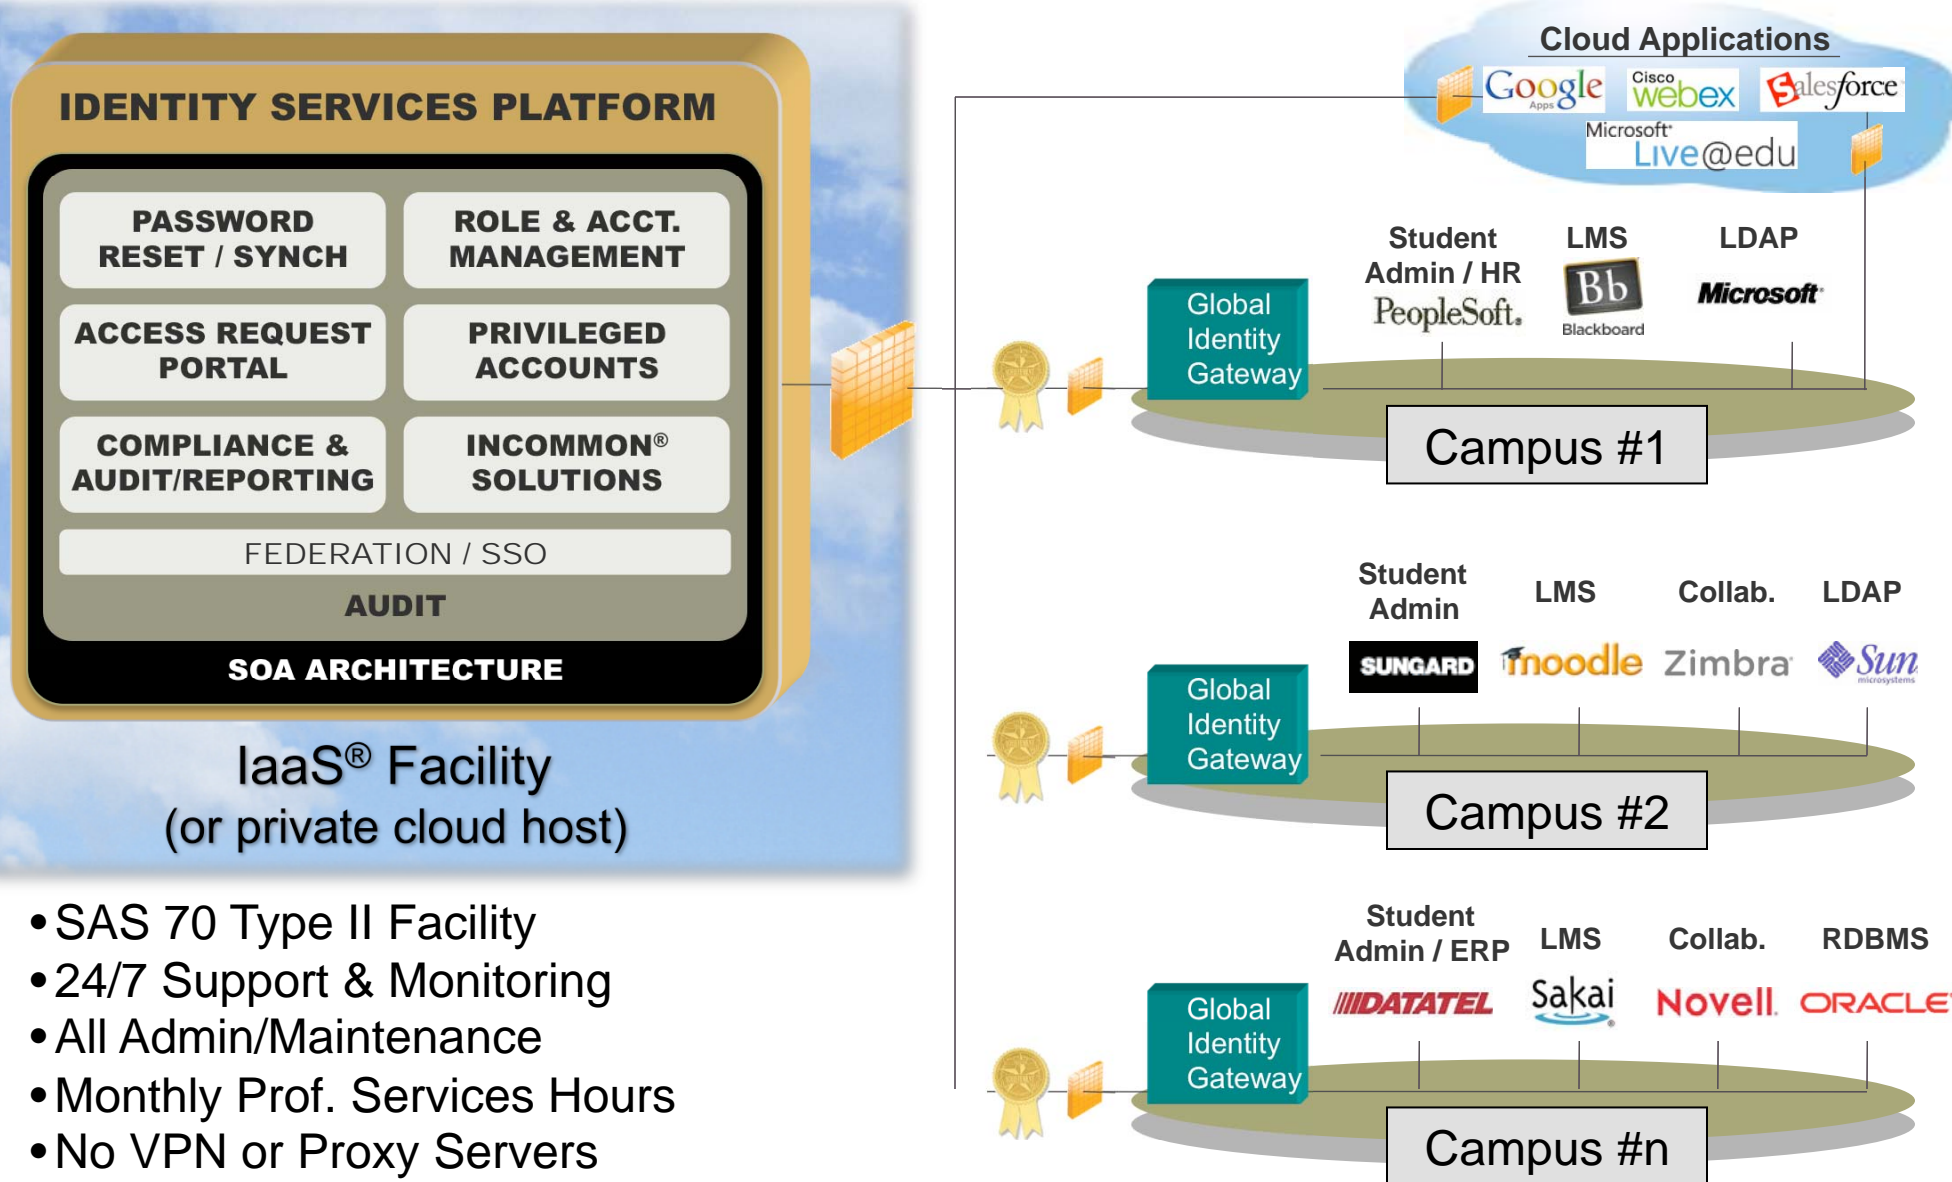 IDENTITY SERVICES PLATFORM
PASSWORD
RESET / SYNCH
ROLE & ACCT.
MANAGEMENT
ACCESS REQUEST
PORTAL
PRIVILEGED
ACCOUNTS
COMPLIANCE &
AUDIT/REPORTING
INCOMMON®
SOLUTIONS
FEDERATION / SSO
AUDIT
SOA ARCHITECTURE
IaaS® Facility
(or private cloud host)
•SAS 70 Type II Facility
•24/7 Support & Monitoring
•All Admin/Maintenance
•Monthly Prof. Services Hours
•No VPN or Proxy Servers
Cloud Applications
Google
Apps
Cisco
webex
Salesforce
Microsoft
Live@edu
Student
Admin / HR
PeopleSoft.
LMS
Bb
Blackboard
LDAP
Microsoft
Global
Identity
Gateway
Campus #1
Student
Admin
SUNGARD
LMS
moodle
Collab.
Zimbra
LDAP
Sun
microsystems
Global
Identity
Gateway
Campus #2
Student
Admin / ERP
DATATEL
LMS
Sakai
Collab.
Novell.
RDBMS
ORACLE
Global
Identity
Gateway
Campus #n